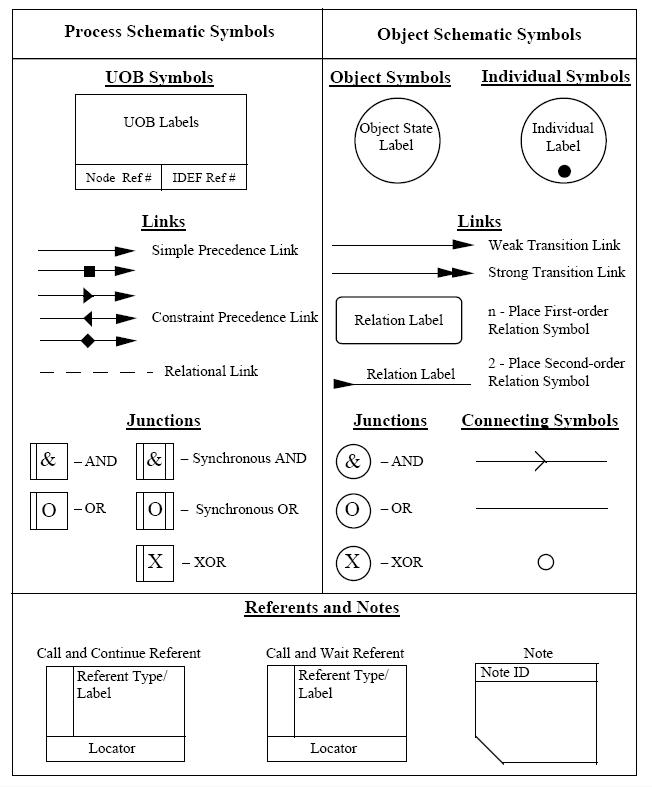 Process Schematic Symbols
Object Schematic Symbols
UOB Symbols
UOB Labels
Node Ref #
IDEF Ref #
Links
Simple Precedence Link
Constraint Precedence Link
Relational Link
Junctions
& – AND
& – Synchronous AND
O – OR
O – Synchronous OR
X – XOR
Object Symbols
Individual Symbols
Object State
Label
Individual
Label
Links
Weak Transition Link
Strong Transition Link
Relation Label
n - Place First-order
Relation Symbol
Relation Label
2 - Place Second-order
Relation Symbol
Junctions
Connecting Symbols
& – AND
O – OR
X – XOR
Referents and Notes
Call and Continue Referent
Referent Type/
Label
Locator
Call and Wait Referent
Referent Type/
Label
Locator
Note
Note ID